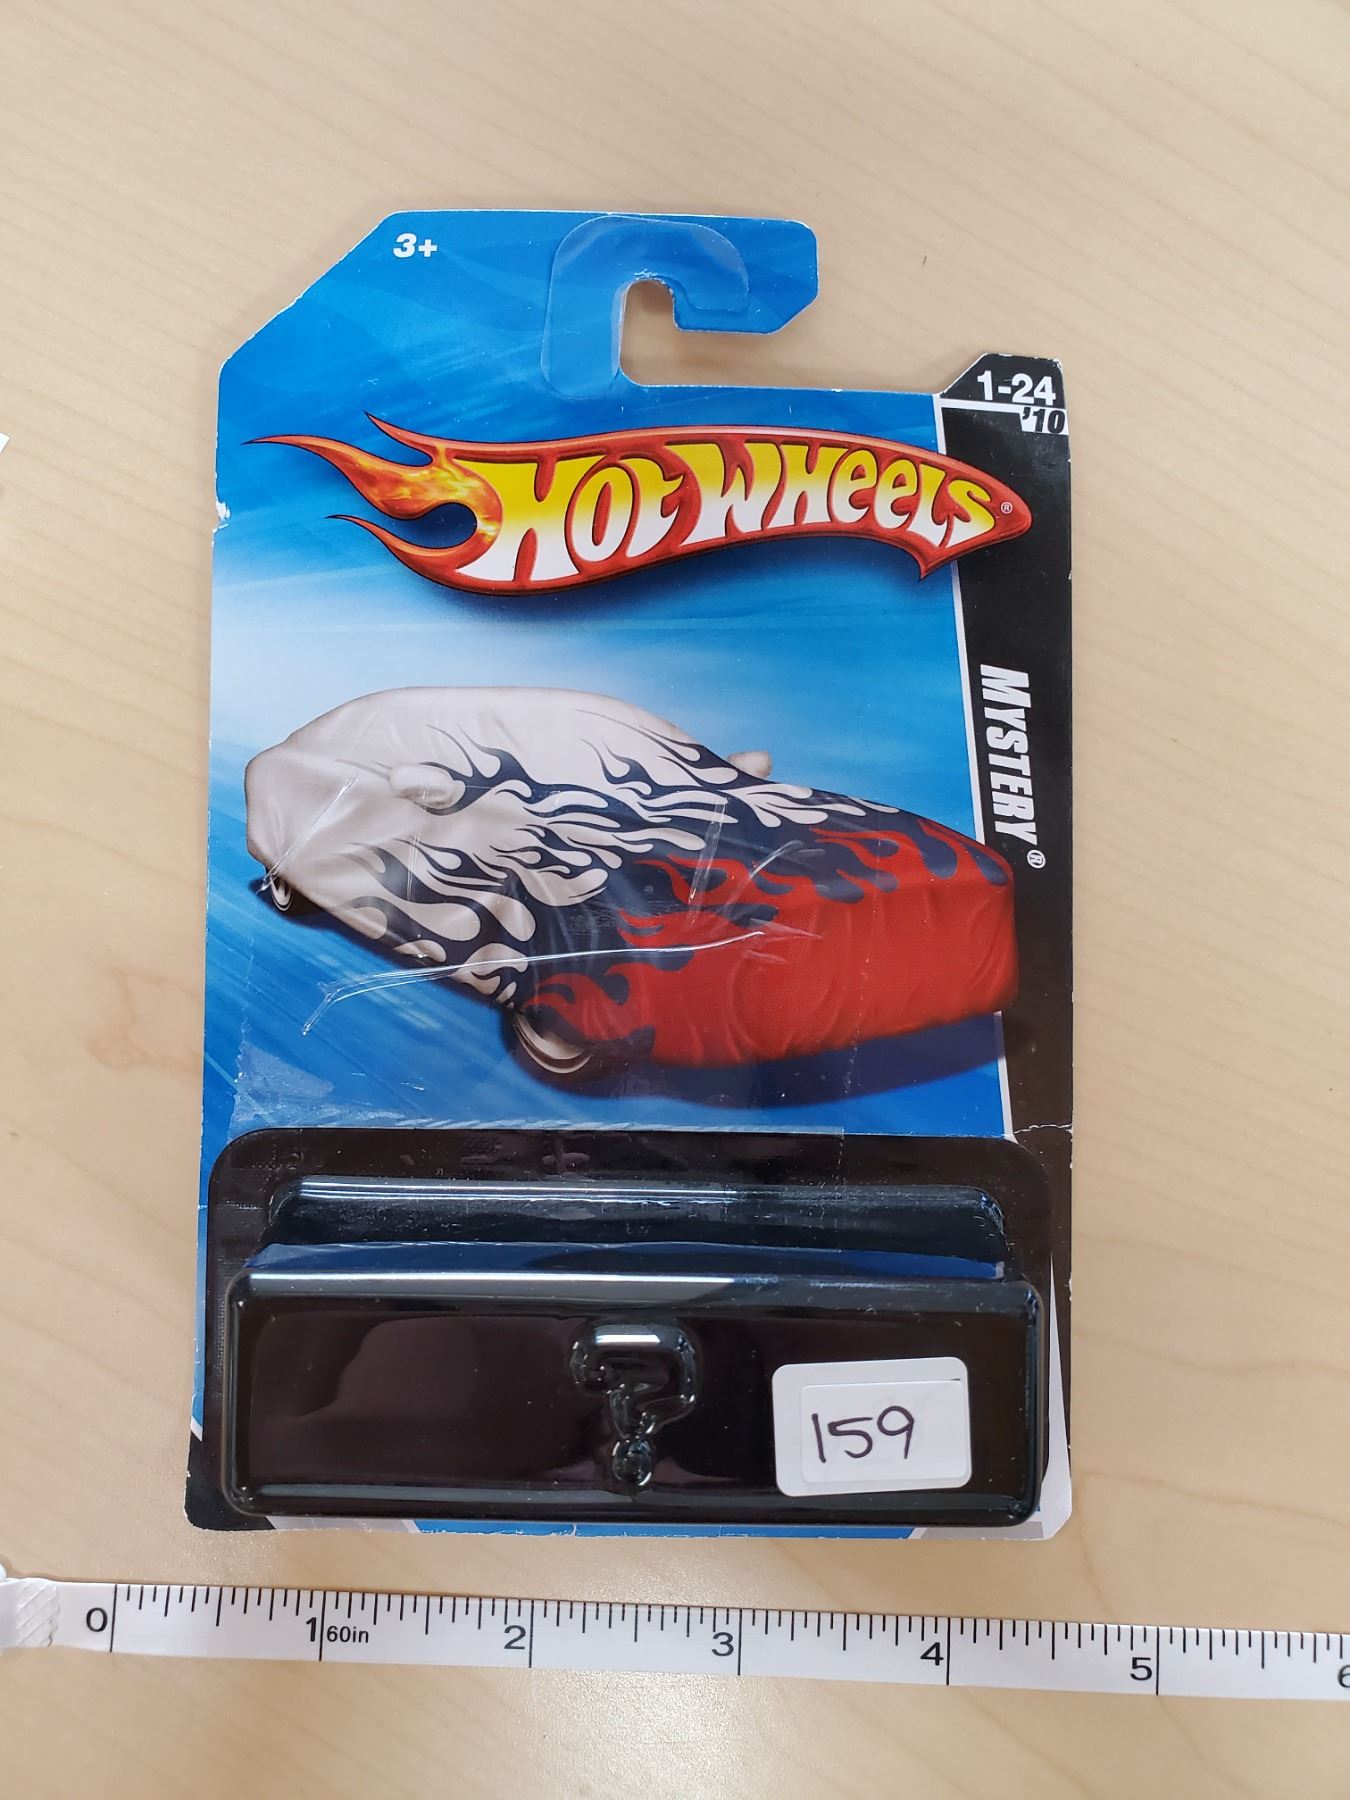 3+
1-24
'10
HOT WHEELS ®
MYSTERY ®
159
0 1 60in 2 3 4 5 6